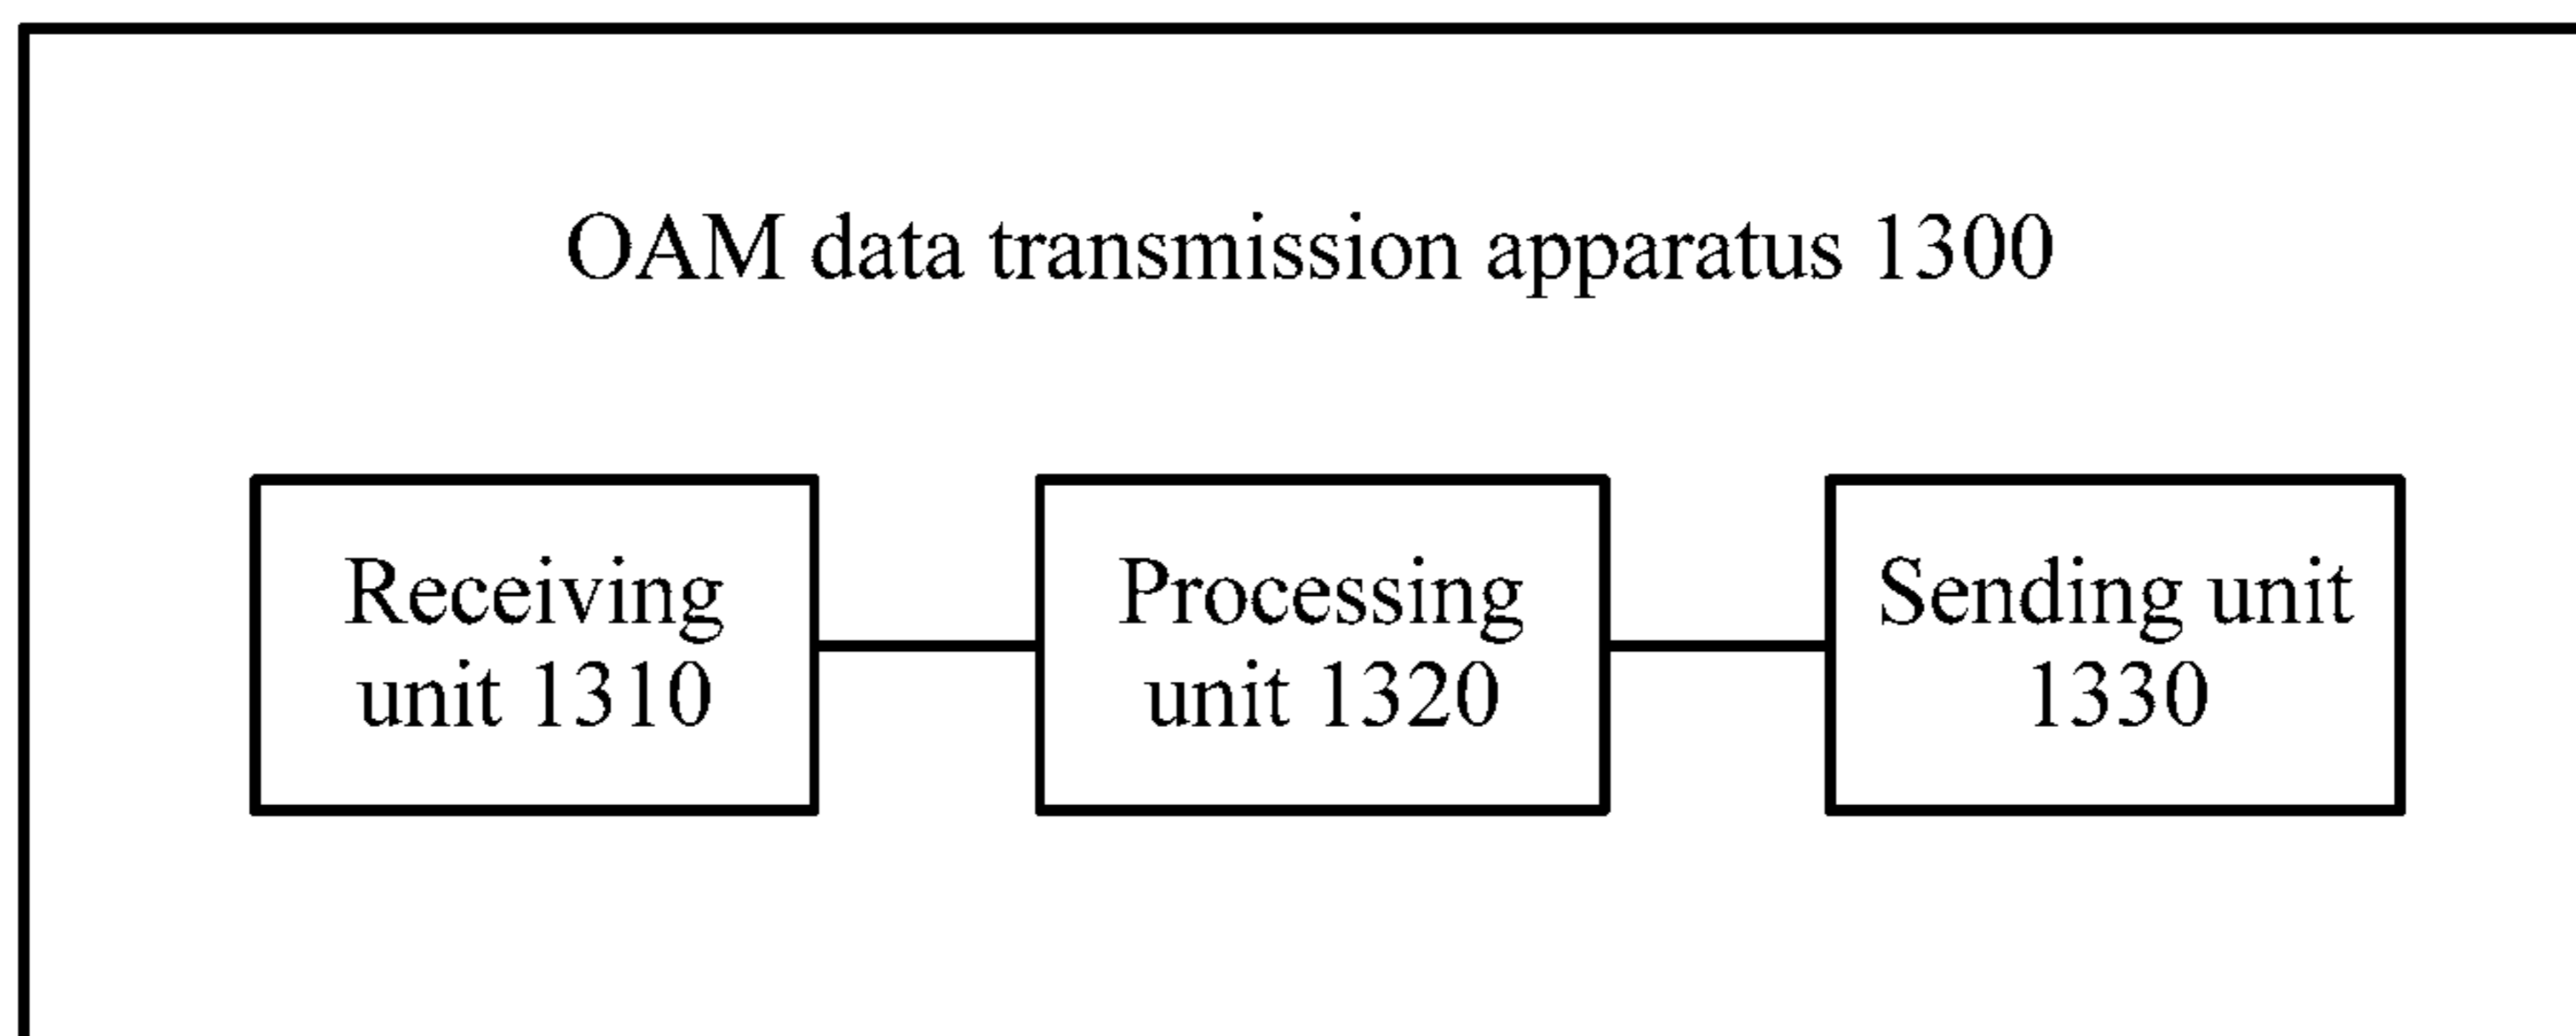 OAM data transmission apparatus 1300
Receiving
unit 1310
Processing
unit 1320
Sending unit
1330